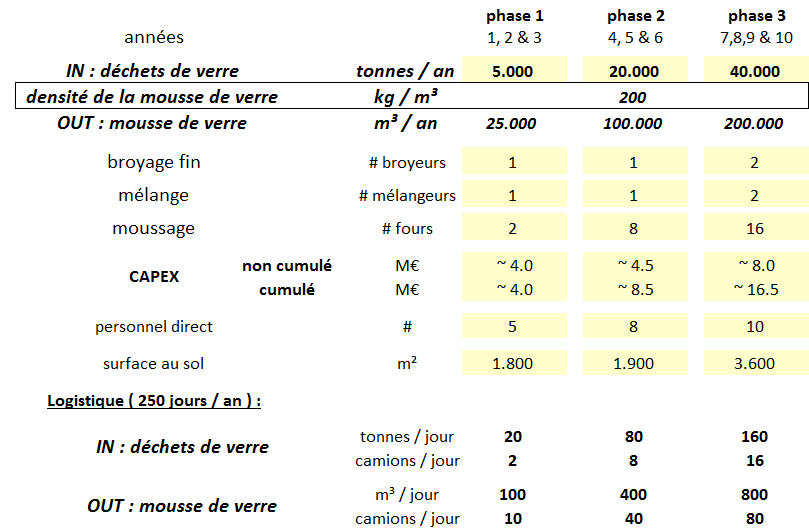 phase 1 phase 2 phase 3
années 1, 2 & 3 4, 5 & 6 7,8,9 & 10
IN : déchets de verre tonnes / an 5.000 20.000 40.000
densité de la mousse de verre kg / m³ 200
OUT : mousse de verre m³ / an 25.000 100.000 200.000
broyage fin # broyeurs 1 1 2
mélange # mélangeurs 1 1 2
moussage # fours 2 8 16
CAPEX non cumulé M€ ~ 4.0 ~ 4.5 ~ 8.0
cumulé M€ ~ 4.0 ~ 8.5 ~ 16.5
personnel direct # 5 8 10
surface au sol m² 1.800 1.900 3.600
Logistique ( 250 jours / an ) :
IN : déchets de verre tonnes / jour 20 80 160
camions / jour 2 8 16
OUT : mousse de verre m³ / jour 100 400 800
camions / jour 10 40 80